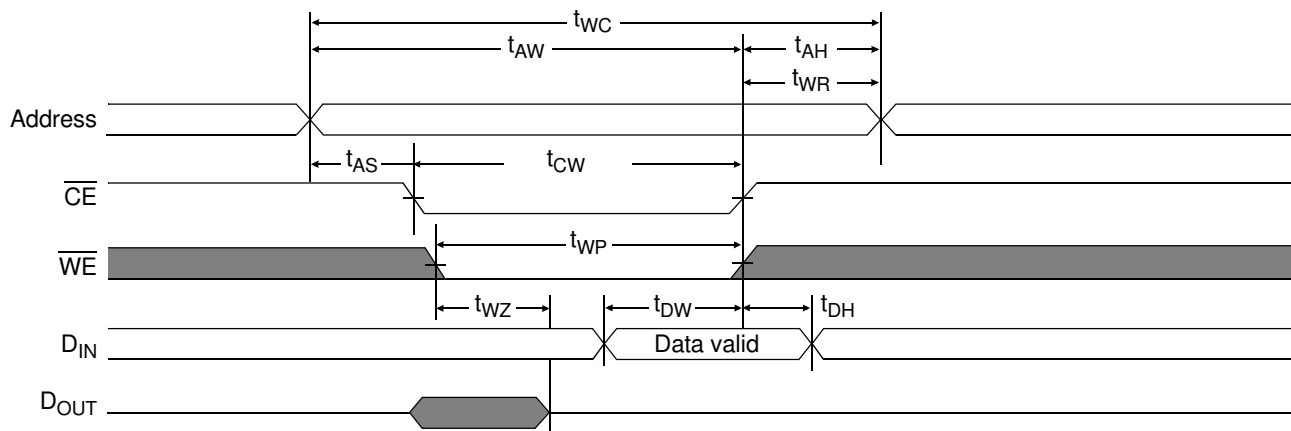 tWC
tAW tAH
tWR
Address
tAS tCW
CE
tWP
WE
tWZ tDW tDH
DIN Data valid
DOUT